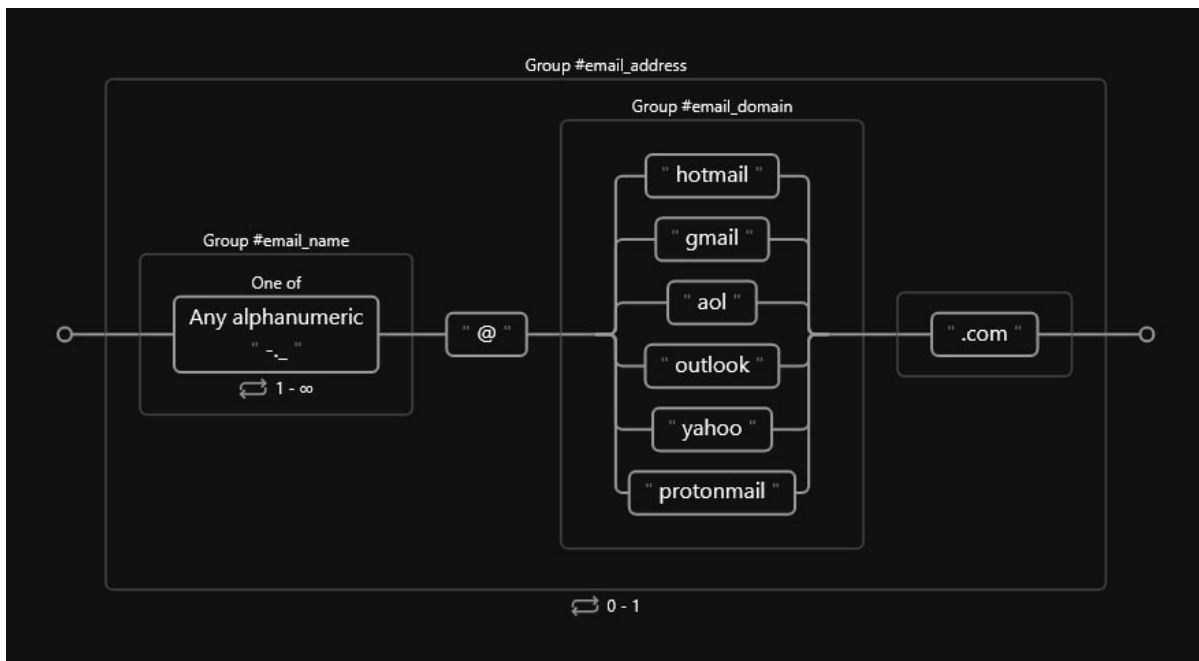 Group #email_address
Group #email_domain
" hotmail "
" gmail "
Group #email_name
One of
Any alphanumeric
" -._ "
1 - ∞
" @ "
" aol "
" outlook "
" yahoo "
" protonmail "
" .com "
0 - 1